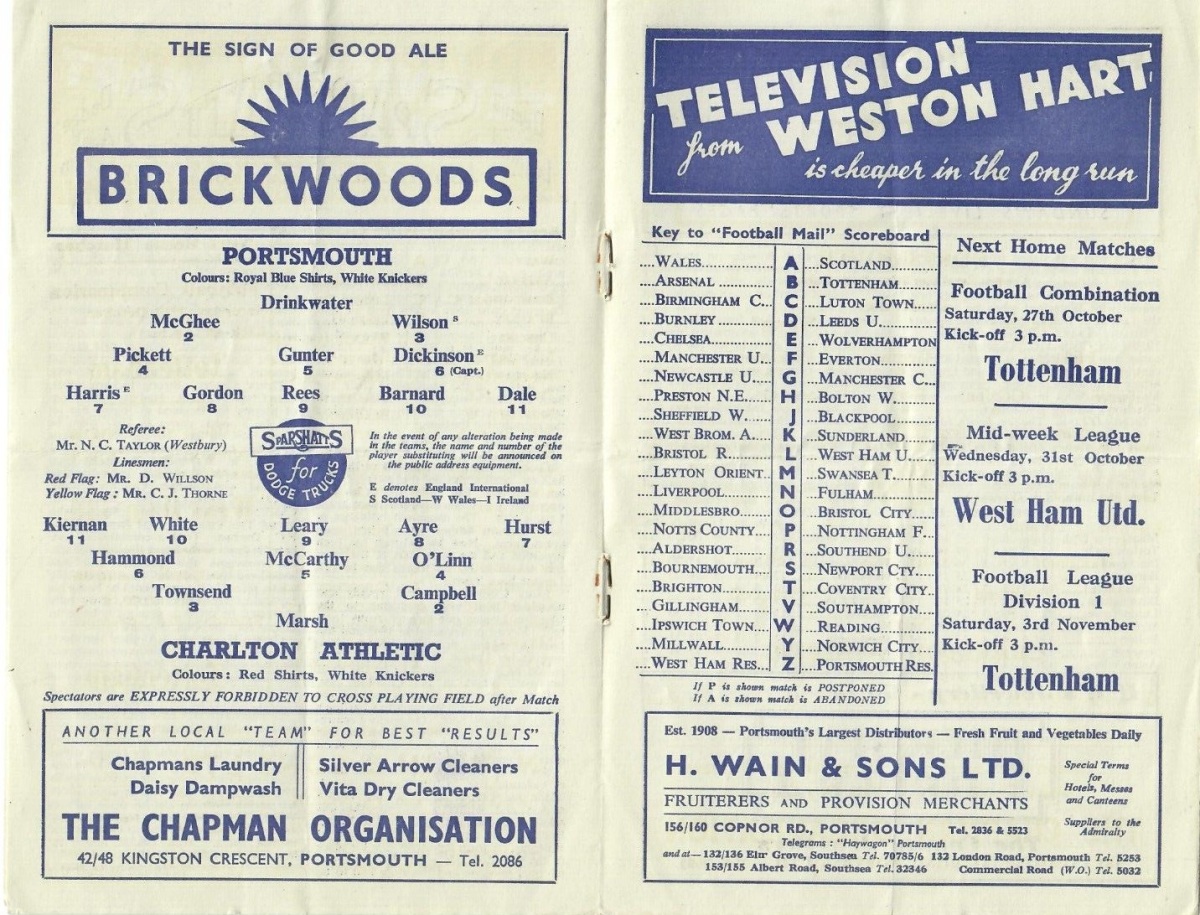 THE SIGN OF GOOD ALE
BRICKWOODS
PORTSMOUTH
Colours: Royal Blue Shirts, White Knickers
Drinkwater
McGhee Wilson S
2 3
Pickett Gunter Dickinson E
4 5 6 (Capt.)
Harris E Gordon Rees Barnard Dale
7 8 9 10 11
Referee:
Mr. N. C. TAYLOR (Westbury)
Linesmen:
Red Flag: MR. D. WILLSON
Yellow Flag: MR. C. J. THORNE
SPARSHATTS
for
DODGE TRUCKS
In the event of any alteration being made
in the teams, the name and number of the
player substituting will be announced on
the public address equipment.
E denotes England International
S Scotland—W Wales—I Ireland
Kiernan White Leary Ayre Hurst
11 10 9 8 7
Hammond McCarthy O'Linn
6 5 4
Townsend Campbell
3 2
Marsh
CHARLTON ATHLETIC
Colours: Red Shirts, White Knickers
Spectators are EXPRESSLY FORBIDDEN TO CROSS PLAYING FIELD after Match
ANOTHER LOCAL "TEAM" FOR BEST "RESULTS"
Chapmans Laundry Silver Arrow Cleaners
Daisy Dampwash Vita Dry Cleaners
THE CHAPMAN ORGANISATION
42/48 KINGSTON CRESCENT, PORTSMOUTH — Tel. 2086
TELEVISION
from WESTON HART
is cheaper in the long run
Key to "Football Mail" Scoreboard
....WALES.............. A ...SCOTLAND..........
....ARSENAL ............ B ...TOTTENHAM.........
....BIRMINGHAM C... C ...LUTON TOWN.....
....BURNLEY ............ D ...LEEDS U............
....CHELSEA............. E ...WOLVERHAMPTON
....MANCHESTER U... F ...EVERTON............
....NEWCASTLE U..... G ...MANCHESTER C...
....PRESTON N.E....... H ...BOLTON W..........
....SHEFFIELD W....... J ...BLACKPOOL.........
....WEST BROM. A.... K ...SUNDERLAND.......
....BRISTOL R........... L ...WEST HAM U......
....LEYTON ORIENT.... M ...SWANSEA T.........
....LIVERPOOL........... N ...FULHAM..............
....MIDDLESBRO........ O ...BRISTOL CITY......
....NOTTS COUNTY.... P ...NOTTINGHAM F...
....ALDERSHOT.......... R ...SOUTHEND U.......
....BOURNEMOUTH.... S ...NEWPORT CTY.....
....BRIGHTON........... T ...COVENTRY CITY...
....GILLINGHAM........ V ...SOUTHAMPTON.....
....IPSWICH TOWN.... W ...READING.............
....MILLWALL........... Y ...NORWICH CITY....
....WEST HAM RES.... Z ...PORTSMOUTH RES.
If P is shown match is POSTPONED
If A is shown match is ABANDONED
Next Home Matches
Football Combination
Saturday, 27th October
Kick-off 3 p.m.
Tottenham
Mid-week League
Wednesday, 31st October
Kick-off 3 p.m.
West Ham Utd.
Football League
Division 1
Saturday, 3rd November
Kick-off 3 p.m.
Tottenham
Est. 1908 — Portsmouth's Largest Distributors — Fresh Fruit and Vegetables Daily
H. WAIN & SONS LTD.
FRUITERERS AND PROVISION MERCHANTS
Special Terms
for
Hotels, Messes
and Canteens
Suppliers to the
Admiralty
156/160 COPNOR RD., PORTSMOUTH Tel. 2836 & 5523
Telegrams: "Haywagon" Portsmouth
and at—132/136 Elm Grove, Southsea Tel. 70785/6 132 London Road, Portsmouth Tel. 5253
153/155 Albert Road, Southsea Tel. 32346 Commercial Road (W.O.) Tel. 5032